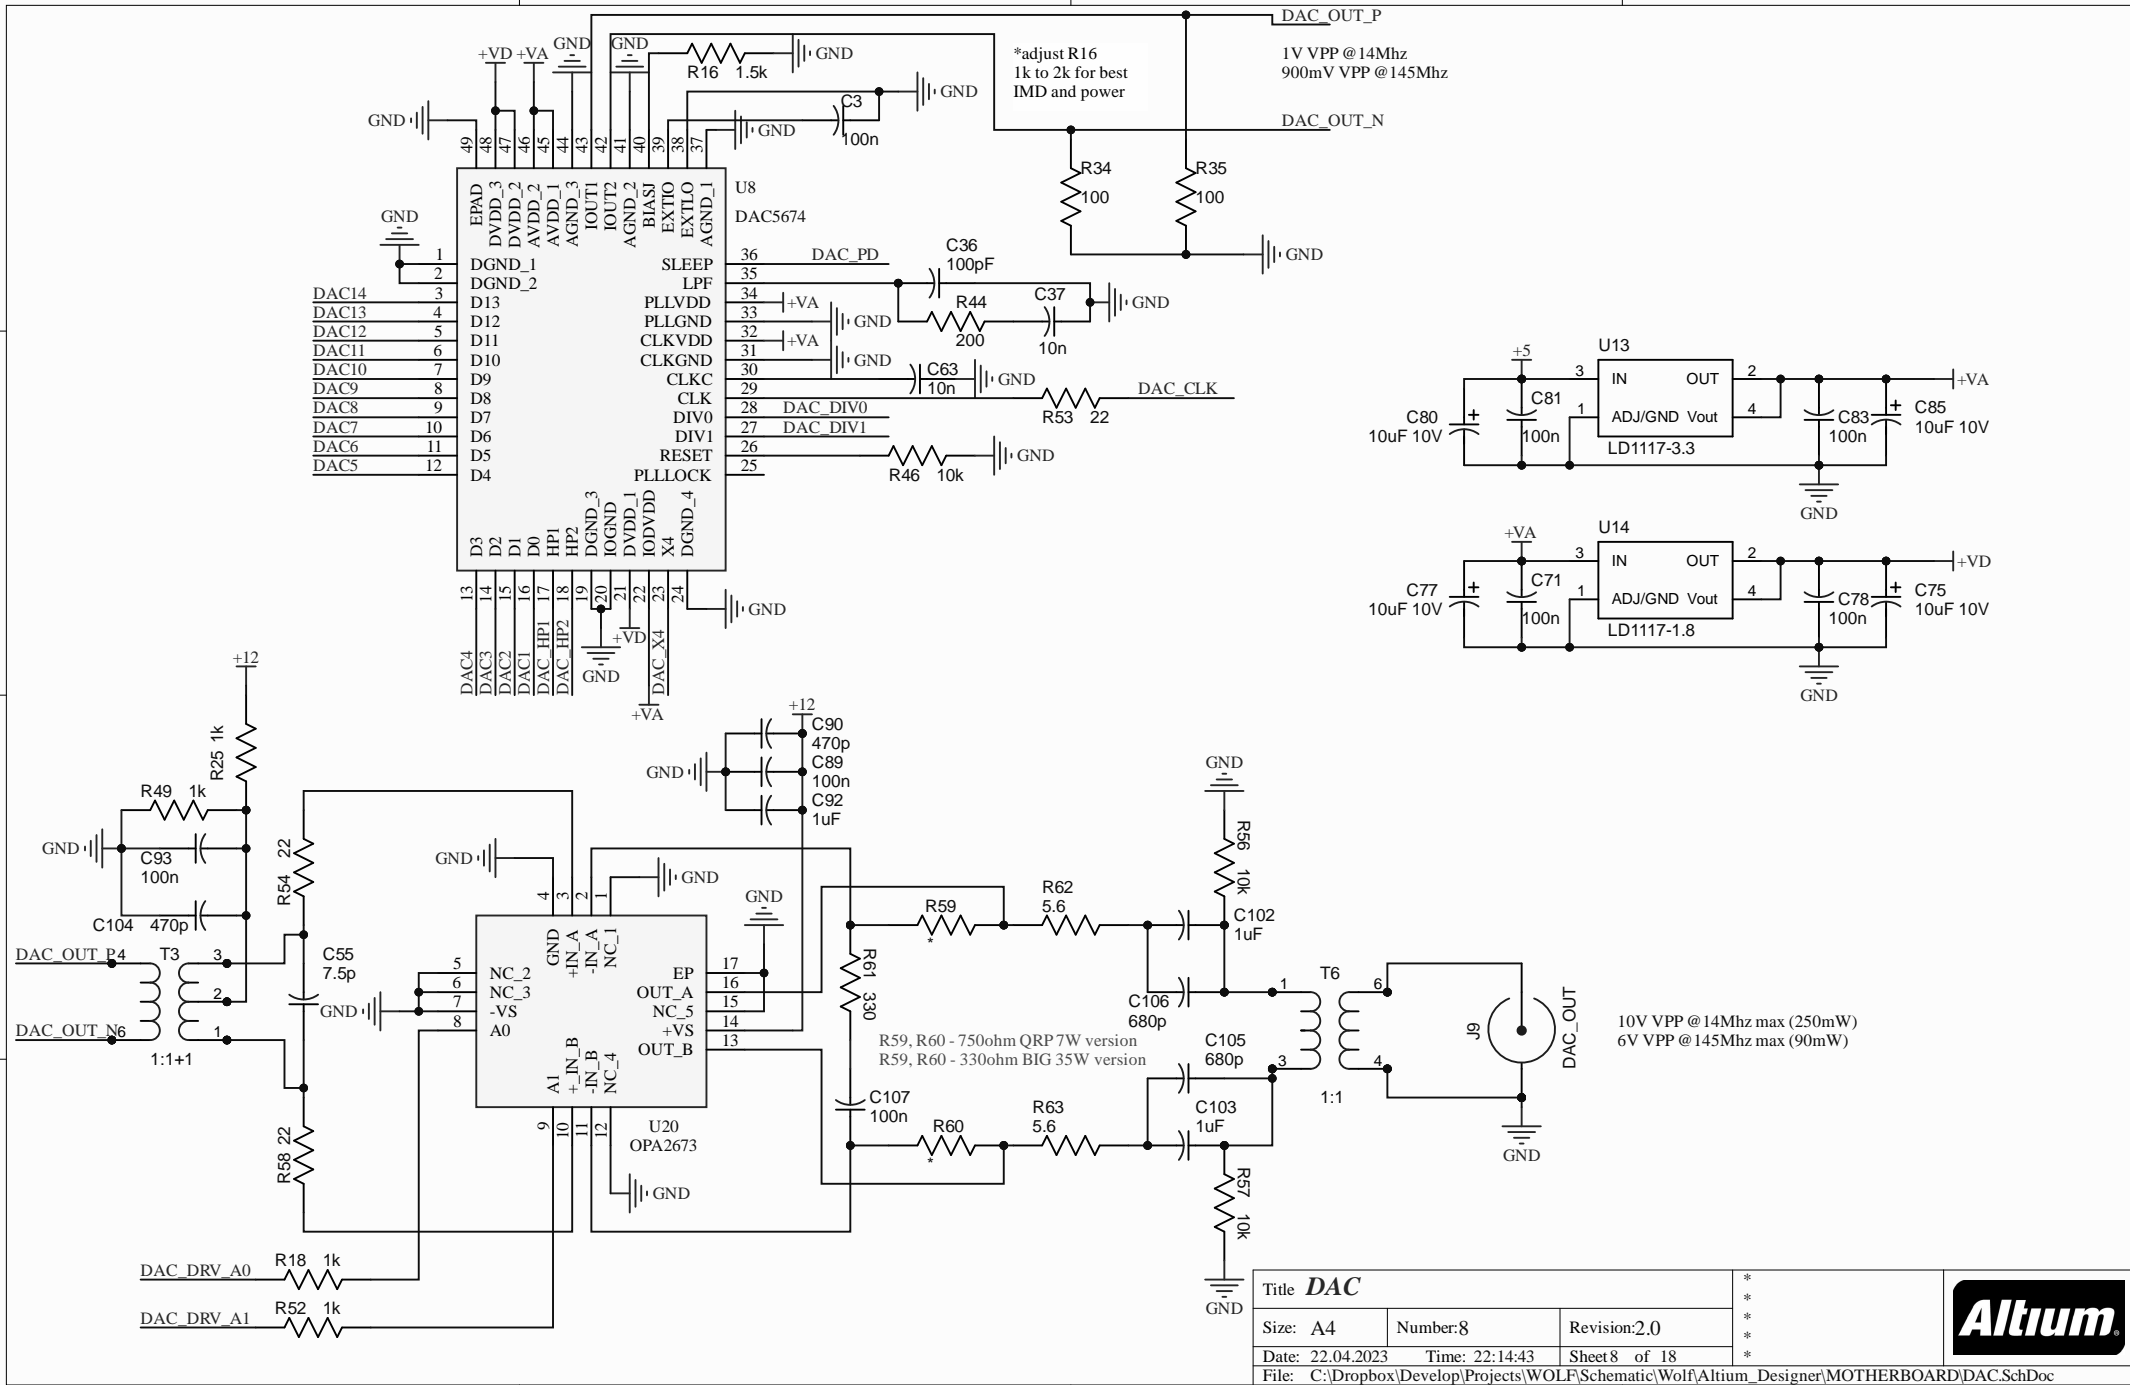 DAC_OUT_P
1V VPP @14Mhz
900mV VPP @145Mhz
*adjust R16
1k to 2k for best
IMD and power
DAC_OUT_N
+VD +VA
GND GND
R16 1.5k
GND
C3
100n
GND
GND
GND
49 48 47 46 45 44 43 42 41 40 39 38 37
EPAD DVDD_3 DVDD_2 AVDD_2 AVDD_1 AGND_3 IOUT1 IOUT2 AGND_2 BIASJ EXTIO EXTLO AGND_1
U8
DAC5674
R34
100
R35
100
GND
GND
1 DGND_1
2 DGND_2
DAC14 3 D13
DAC13 4 D12
DAC12 5 D11
DAC11 6 D10
DAC10 7 D9
DAC9 8 D8
DAC8 9 D7
DAC7 10 D6
DAC6 11 D5
DAC5 12 D4
SLEEP 36 DAC_PD
LPF 35
PLLVDD 34 +VA
PLLGND 33 GND
CLKVDD 32 +VA
CLKGND 31 GND
CLKC 30
CLK 29
DIV0 28 DAC_DIV0
DIV1 27 DAC_DIV1
RESET 26
PLLLOCK 25
C36
100pF
R44
200
C37
10n
GND
C63
10n
GND
R53 22
DAC_CLK
R46 10k
GND
D3 D2 D1 D0 HP1 HP2 DGND_3 IOGND DVDD_1 IODVDD X4 DGND_4
13 14 15 16 17 18 19 20 21 22 23 24
DAC4 DAC3 DAC2 DAC1 DAC_HP1 DAC_HP2
GND
+VD
+VA
DAC_X4
GND
+5
U13
3 IN OUT 2
1 ADJ/GND Vout 4
LD1117-3.3
C80
10uF 10V
C81
100n
C83
100n
C85
10uF 10V
+VA
GND
+VA
U14
3 IN OUT 2
1 ADJ/GND Vout 4
LD1117-1.8
C77
10uF 10V
C71
100n
C78
100n
C75
10uF 10V
+VD
GND
+12
R25 1k
R49 1k
GND
C93
100n
C104 470p
DAC_OUT_P 4
DAC_OUT_N 6
T3
3
2
1
1:1+1
R54 22
C55
7.5p
R58 22
+12
C90
470p
C89
100n
C92
1uF
GND
GND
4 3 2 1
GND +IN_A -IN_A NC_1
GND
GND
GND
5 NC_2
6 NC_3
7 -VS
8 A0
EP 17
OUT_A 16
NC_5 15
+VS 14
OUT_B 13
A1 +_IN_B -IN_B NC_4
9 10 11 12
U20
OPA2673
GND
R59
*
R61 330
C107
100n
R60
*
R59, R60 - 750ohm QRP 7W version
R59, R60 - 330ohm BIG 35W version
R62
5.6
R63
5.6
GND
R56 10k
C102
1uF
C106
680p
C105
680p
C103
1uF
R57 10k
GND
T6
1 6
3 4
1:1
J9
DAC_OUT
GND
10V VPP @14Mhz max (250mW)
6V VPP @145Mhz max (90mW)
DAC_DRV_A0 R18 1k
DAC_DRV_A1 R52 1k
Title DAC
Size: A4 Number:8 Revision:2.0
Date: 22.04.2023 Time: 22:14:43 Sheet 8 of 18
File: C:\Dropbox\Develop\Projects\WOLF\Schematic\Wolf\Altium_Designer\MOTHERBOARD\DAC.SchDoc
*
*
*
*
*
Altium